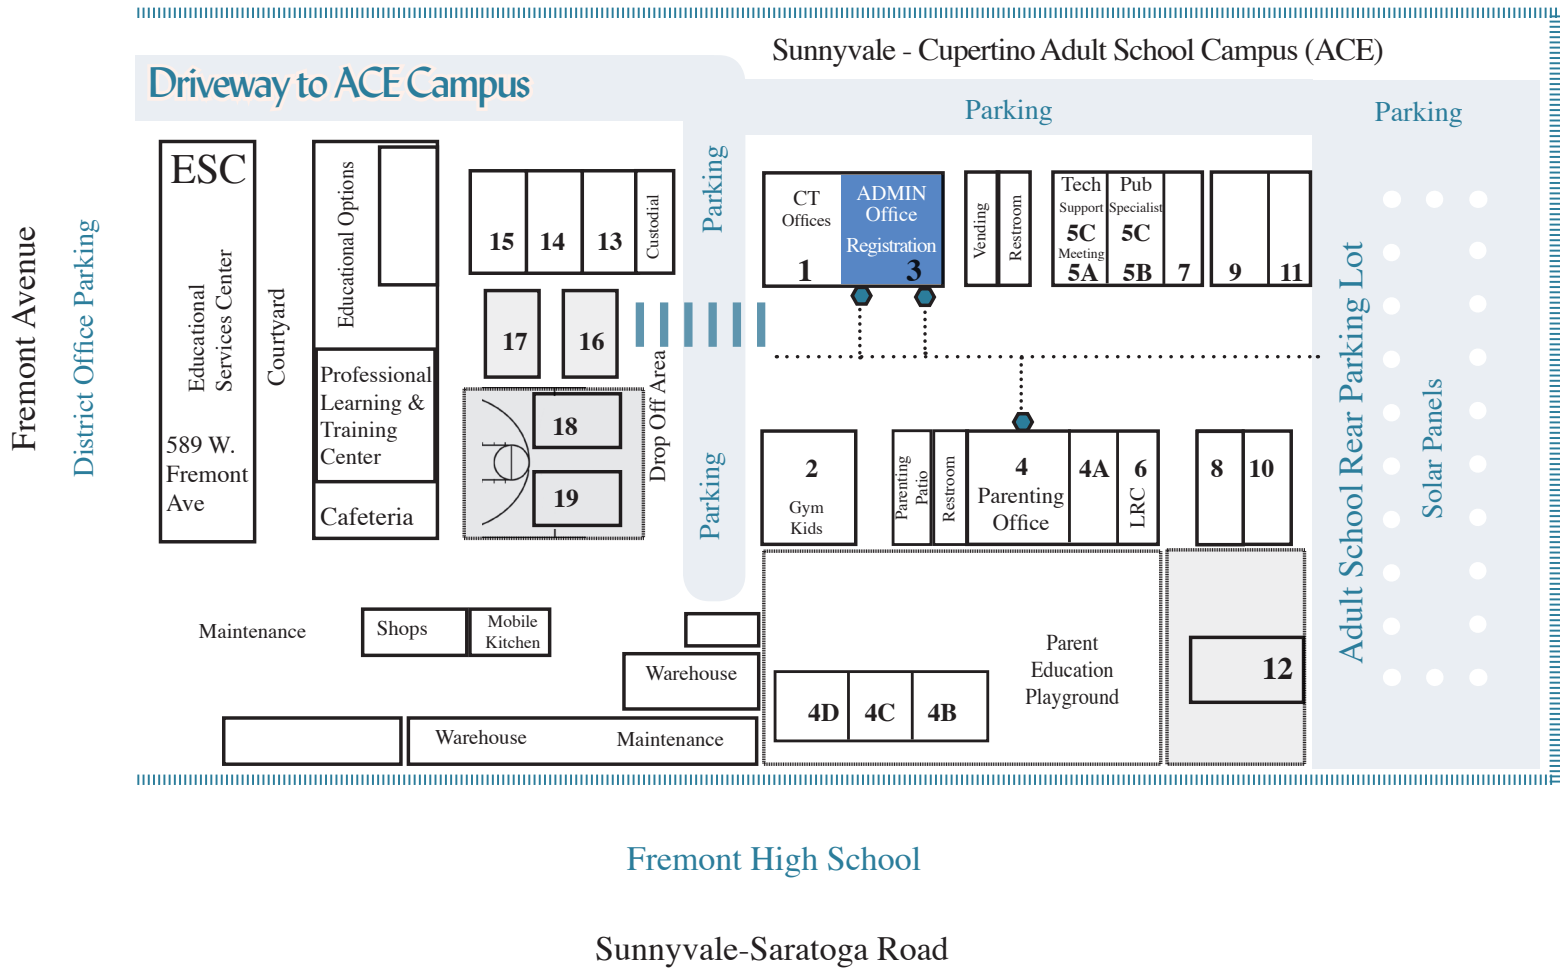 Sunnyvale - Cupertino Adult School Campus (ACE)
Driveway to ACE Campus
Parking
Parking
Fremont Avenue
District Office Parking
ESC
Educational
Services Center
589 W.
Fremont
Ave
Courtyard
Educational Options
Professional
Learning &
Training
Center
Cafeteria
15
14
13
Custodial
17
16
18
19
Drop Off Area
Parking
Parking
CT
Offices
1
ADMIN
Office
Registration
3
Vending
Restroom
Tech
Support
5C
Meeting
5A
Pub
Specialist
5C
5B
7
9
11
2
Gym
Kids
Parenting
Patio
Restroom
4
Parenting
Office
4A
6
LRC
8
10
Adult School Rear Parking Lot
Solar Panels
Maintenance
Shops
Mobile
Kitchen
Warehouse
Warehouse
Maintenance
4D
4C
4B
Parent
Education
Playground
12
Fremont High School
Sunnyvale-Saratoga Road